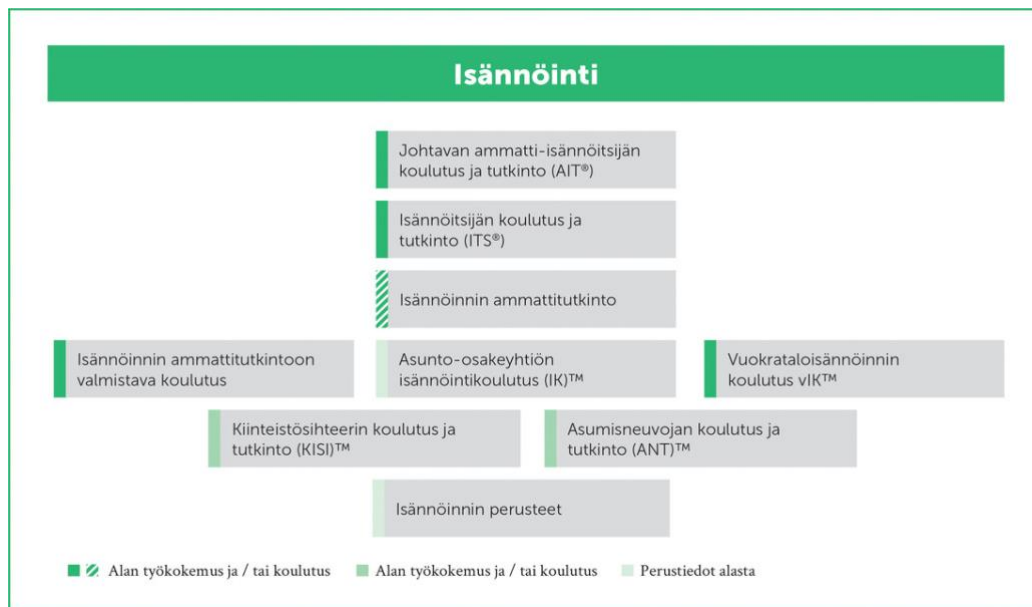 Isännöinti
Johtavan ammatti-isännöitsijän
koulutus ja tutkinto (AIT®)
Isännöitsijän koulutus ja
tutkinto (ITS®)
Isännöinnin ammattitutkinto
Isännöinnin ammattitutkintoon
valmistava koulutus
Asunto-osakeyhtiön
isännöintikoulutus (IK)™
Vuokrataloisännöinnin
koulutus vIK™
Kiinteistösihteerin koulutus ja
tutkinto (KISI)™
Asumisneuvojan koulutus ja
tutkinto (ANT)™
Isännöinnin perusteet
Alan työkokemus ja / tai koulutus
Alan työkokemus ja / tai koulutus
Perustiedot alasta